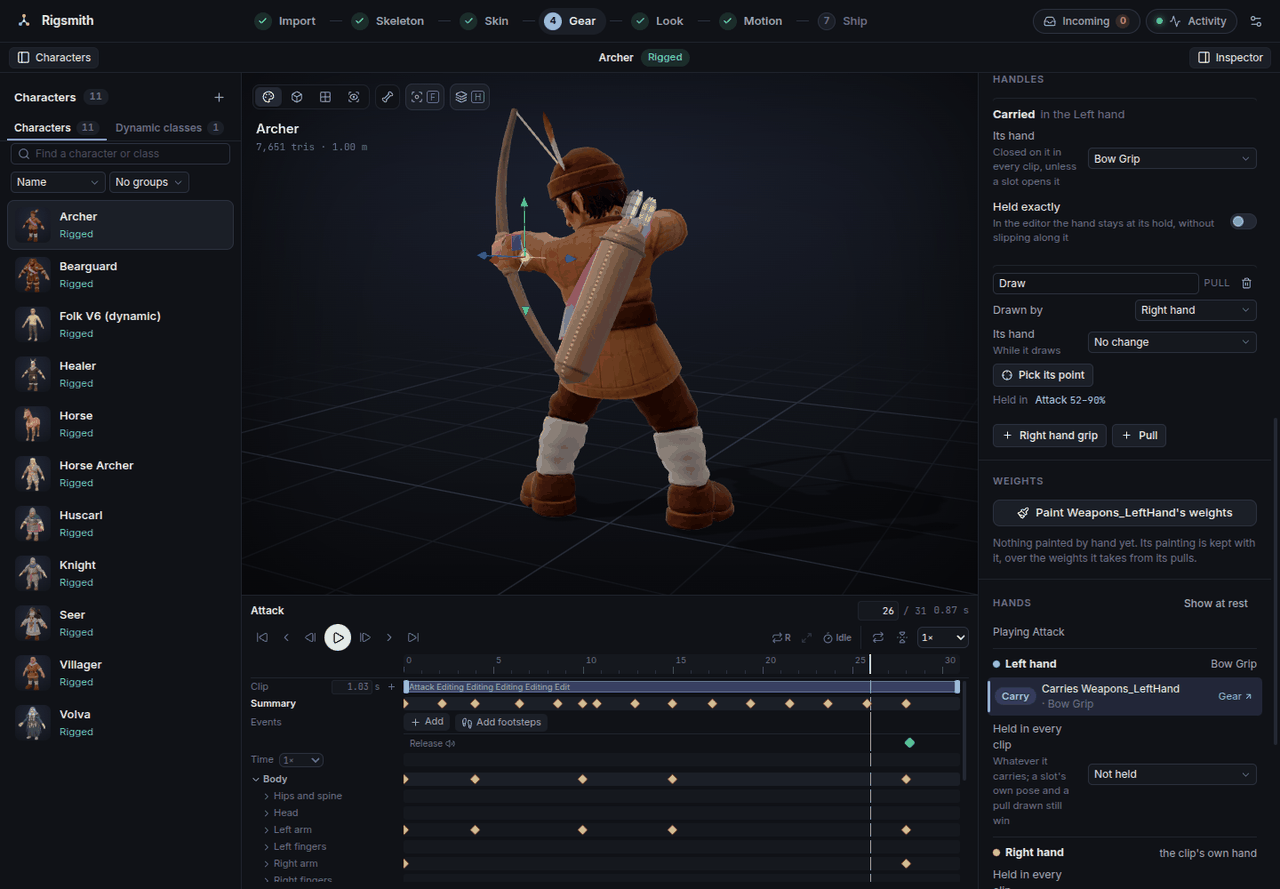 Rigsmith
Import
Skeleton
Skin
4 Gear
Look
Motion
7 Ship
Incoming 0
Activity
Characters
Archer Rigged
Inspector
Characters 11
Characters 11
Dynamic classes 1
Find a character or class
Name
No groups
Archer
Rigged
Bearguard
Rigged
Folk V6 (dynamic)
Rigged
Healer
Rigged
Horse
Rigged
Horse Archer
Rigged
Huscarl
Rigged
Knight
Rigged
Seer
Rigged
Villager
Rigged
Volva
Rigged
F
H
Archer
7,651 tris · 1.00 m
Attack
26 / 31 0.87 s
R
Idle
1×
0 5 10 15 20 25 30
Clip 1.03 s
Attack Editing Editing Editing Editing Edit
Summary
Events
Add
Add footsteps
Release
Time 1×
Body
Hips and spine
Head
Left arm
Left fingers
Right arm
Right fingers
HANDLES
Carried in the Left hand
Its hand
Closed on it in
every clip, unless
a slot opens it
Bow Grip
Held exactly
In the editor the hand stays at its hold, without
slipping along it
Draw
PULL
Drawn by
Right hand
Its hand
While it draws
No change
Pick its point
Held in Attack 52–90%
Right hand grip
Pull
WEIGHTS
Paint Weapons_LeftHand's weights
Nothing painted by hand yet. Its painting is kept with
it, over the weights it takes from its pulls.
HANDS
Show at rest
Playing Attack
Left hand
Bow Grip
Carry
Carries Weapons_LeftHand
· Bow Grip
Gear
Held in every
clip
Whatever it
carries; a slot's
own pose and a
pull drawn still
win
Not held
Right hand
the clip's own hand
Held in every
clip